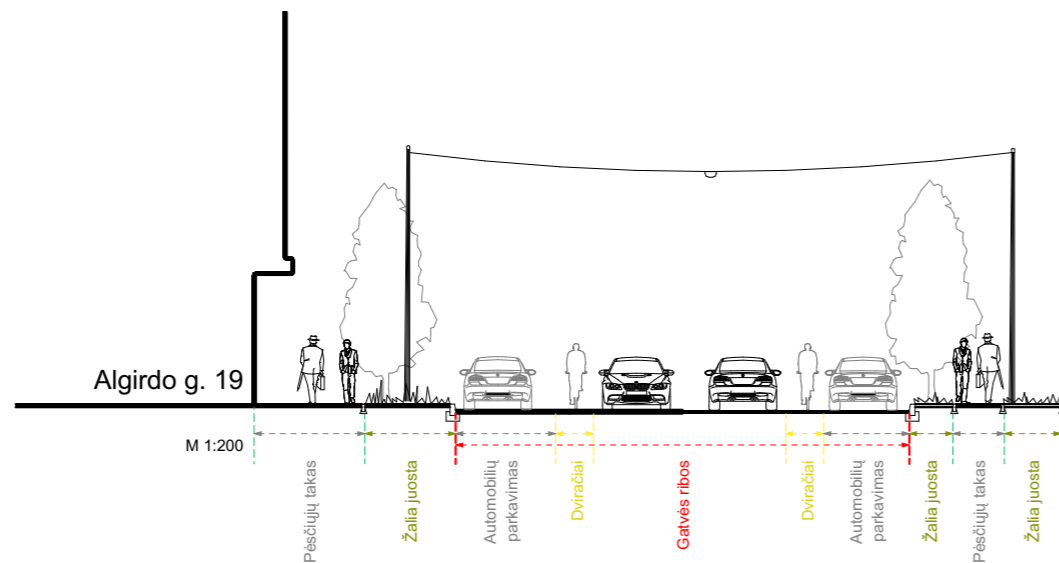 Algirdo g. 19
M 1:200
Pėsčiųjų takas
Žalia juosta
Automobilių
parkavimas
Dviračiai
Gatvės ribos
Dviračiai
Automobilių
parkavimas
Žalia juosta
Pėsčiųjų takas
Žalia juosta